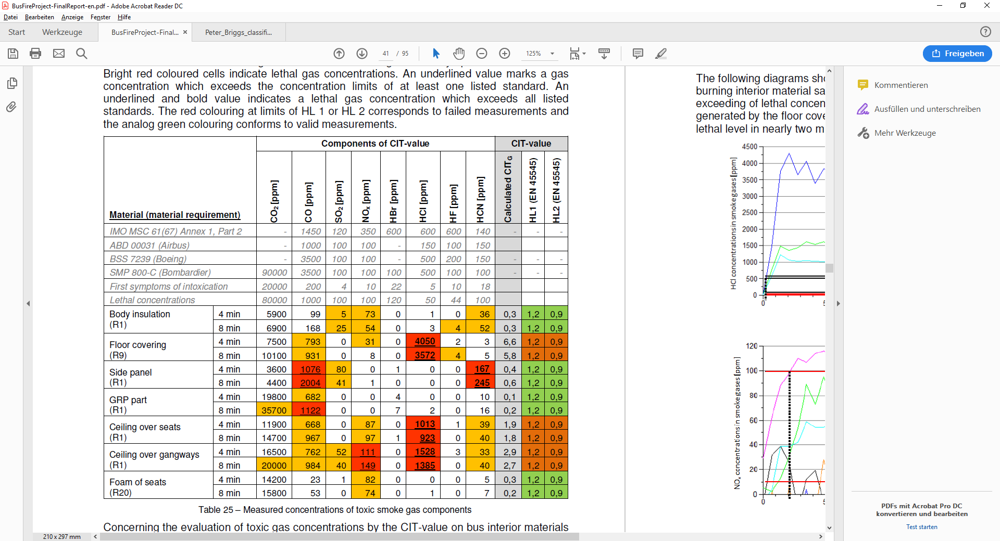 BusFireProject-FinalReport-en.pdf - Adobe Acrobat Reader DC
Datei Bearbeiten Anzeige Fenster Hilfe
Start Werkzeuge BusFireProject-Final... × Peter_Briggs_classifi...
41 / 95 125% Freigeben
Bright red coloured cells indicate lethal gas concentrations. An underlined value marks a gas
concentration which exceeds the concentration limits of at least one listed standard. An
underlined and bold value indicates a lethal gas concentration which exceeds all listed
standards. The red colouring at limits of HL 1 or HL 2 corresponds to failed measurements and
the analog green colouring conforms to valid measurements.
Components of CIT-value CIT-value
Material (material requirement) CO₂ [ppm] CO [ppm] SO₂ [ppm] NOₓ [ppm] HBr [ppm] HCl [ppm] HF [ppm] HCN [ppm] Calculated CIT_G HL1 (EN 45545) HL2 (EN 45545)
IMO MSC 61(67) Annex 1, Part 2 - 1450 120 350 600 600 600 140 - - -
ABD 00031 (Airbus) - 1000 100 100 - 150 100 150
BSS 7239 (Boeing) - 3500 100 100 - 500 200 150 - - -
SMP 800-C (Bombardier) 90000 3500 100 100 100 500 100 100 - - -
First symptoms of intoxication 20000 200 4 10 22 5 10 18
Lethal concentrations 80000 1000 100 100 120 50 44 100
Body insulation (R1) 4 min 5900 99 5 73 0 1 0 36 0,3 1,2 0,9
8 min 6900 168 25 54 0 3 4 52 0,3 1,2 0,9
Floor covering (R9) 4 min 7500 793 0 31 0 4050 2 3 6,6 1,2 0,9
8 min 10100 931 0 8 0 3572 4 5 5,8 1,2 0,9
Side panel (R1) 4 min 3600 1076 80 0 1 0 0 167 0,4 1,2 0,9
8 min 4400 2004 41 1 0 0 0 245 0,6 1,2 0,9
GRP part (R1) 4 min 19800 682 0 0 4 0 0 10 0,1 1,2 0,9
8 min 35700 1122 0 0 7 2 0 16 0,2 1,2 0,9
Ceiling over seats (R1) 4 min 11900 668 0 87 0 1013 1 39 1,9 1,2 0,9
8 min 14700 967 0 97 1 923 0 40 1,8 1,2 0,9
Ceiling over gangways (R1) 4 min 16500 762 52 111 0 1528 3 33 2,9 1,2 0,9
8 min 20000 984 40 149 0 1385 0 40 2,7 1,2 0,9
Foam of seats (R20) 4 min 14200 23 1 82 0 0 0 5 0,3 1,2 0,9
8 min 15800 53 0 74 0 1 0 7 0,2 1,2 0,9
Table 25 – Measured concentrations of toxic smoke gas components
Concerning the evaluation of toxic gas concentrations by the CIT-value on bus interior materials
210 x 297 mm
The following diagrams sh
burning interior material sa
exceeding of lethal concen
generated by the floor cove
lethal level in nearly two m
HCl concentrations in smoke gases [ppm]
4500
4000
3500
3000
2500
2000
1500
1000
500
0
0 5
NOₓ concentrations in smoke gases [ppm]
120
100
80
60
40
20
0
0 5
Kommentieren
Ausfüllen und unterschreiben
Mehr Werkzeuge
PDFs mit Acrobat Pro DC
konvertieren und bearbeiten
Test starten